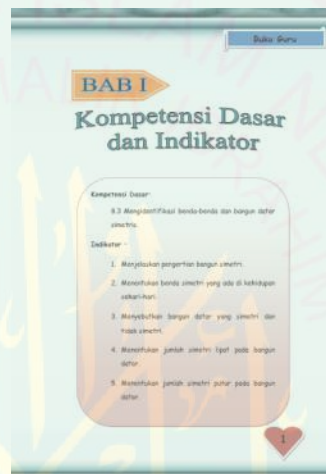 Buku Guru
BAB I
Kompetensi Dasar
dan Indikator
Kompetensi Dasar
8.3 Mengidentifikasi benda-benda dan bangun datar
simetris.
Indikator
1. Menjelaskan pengertian bangun simetri.
2. Menentukan benda simetri yang ada di kehidupan
sehari-hari.
3. Menyebutkan bangun datar yang simetri dan
tidak simetri.
4. Menentukan jumlah simetri lipat pada bangun
datar.
5. Menentukan jumlah simetri putar pada bangun
datar.
1